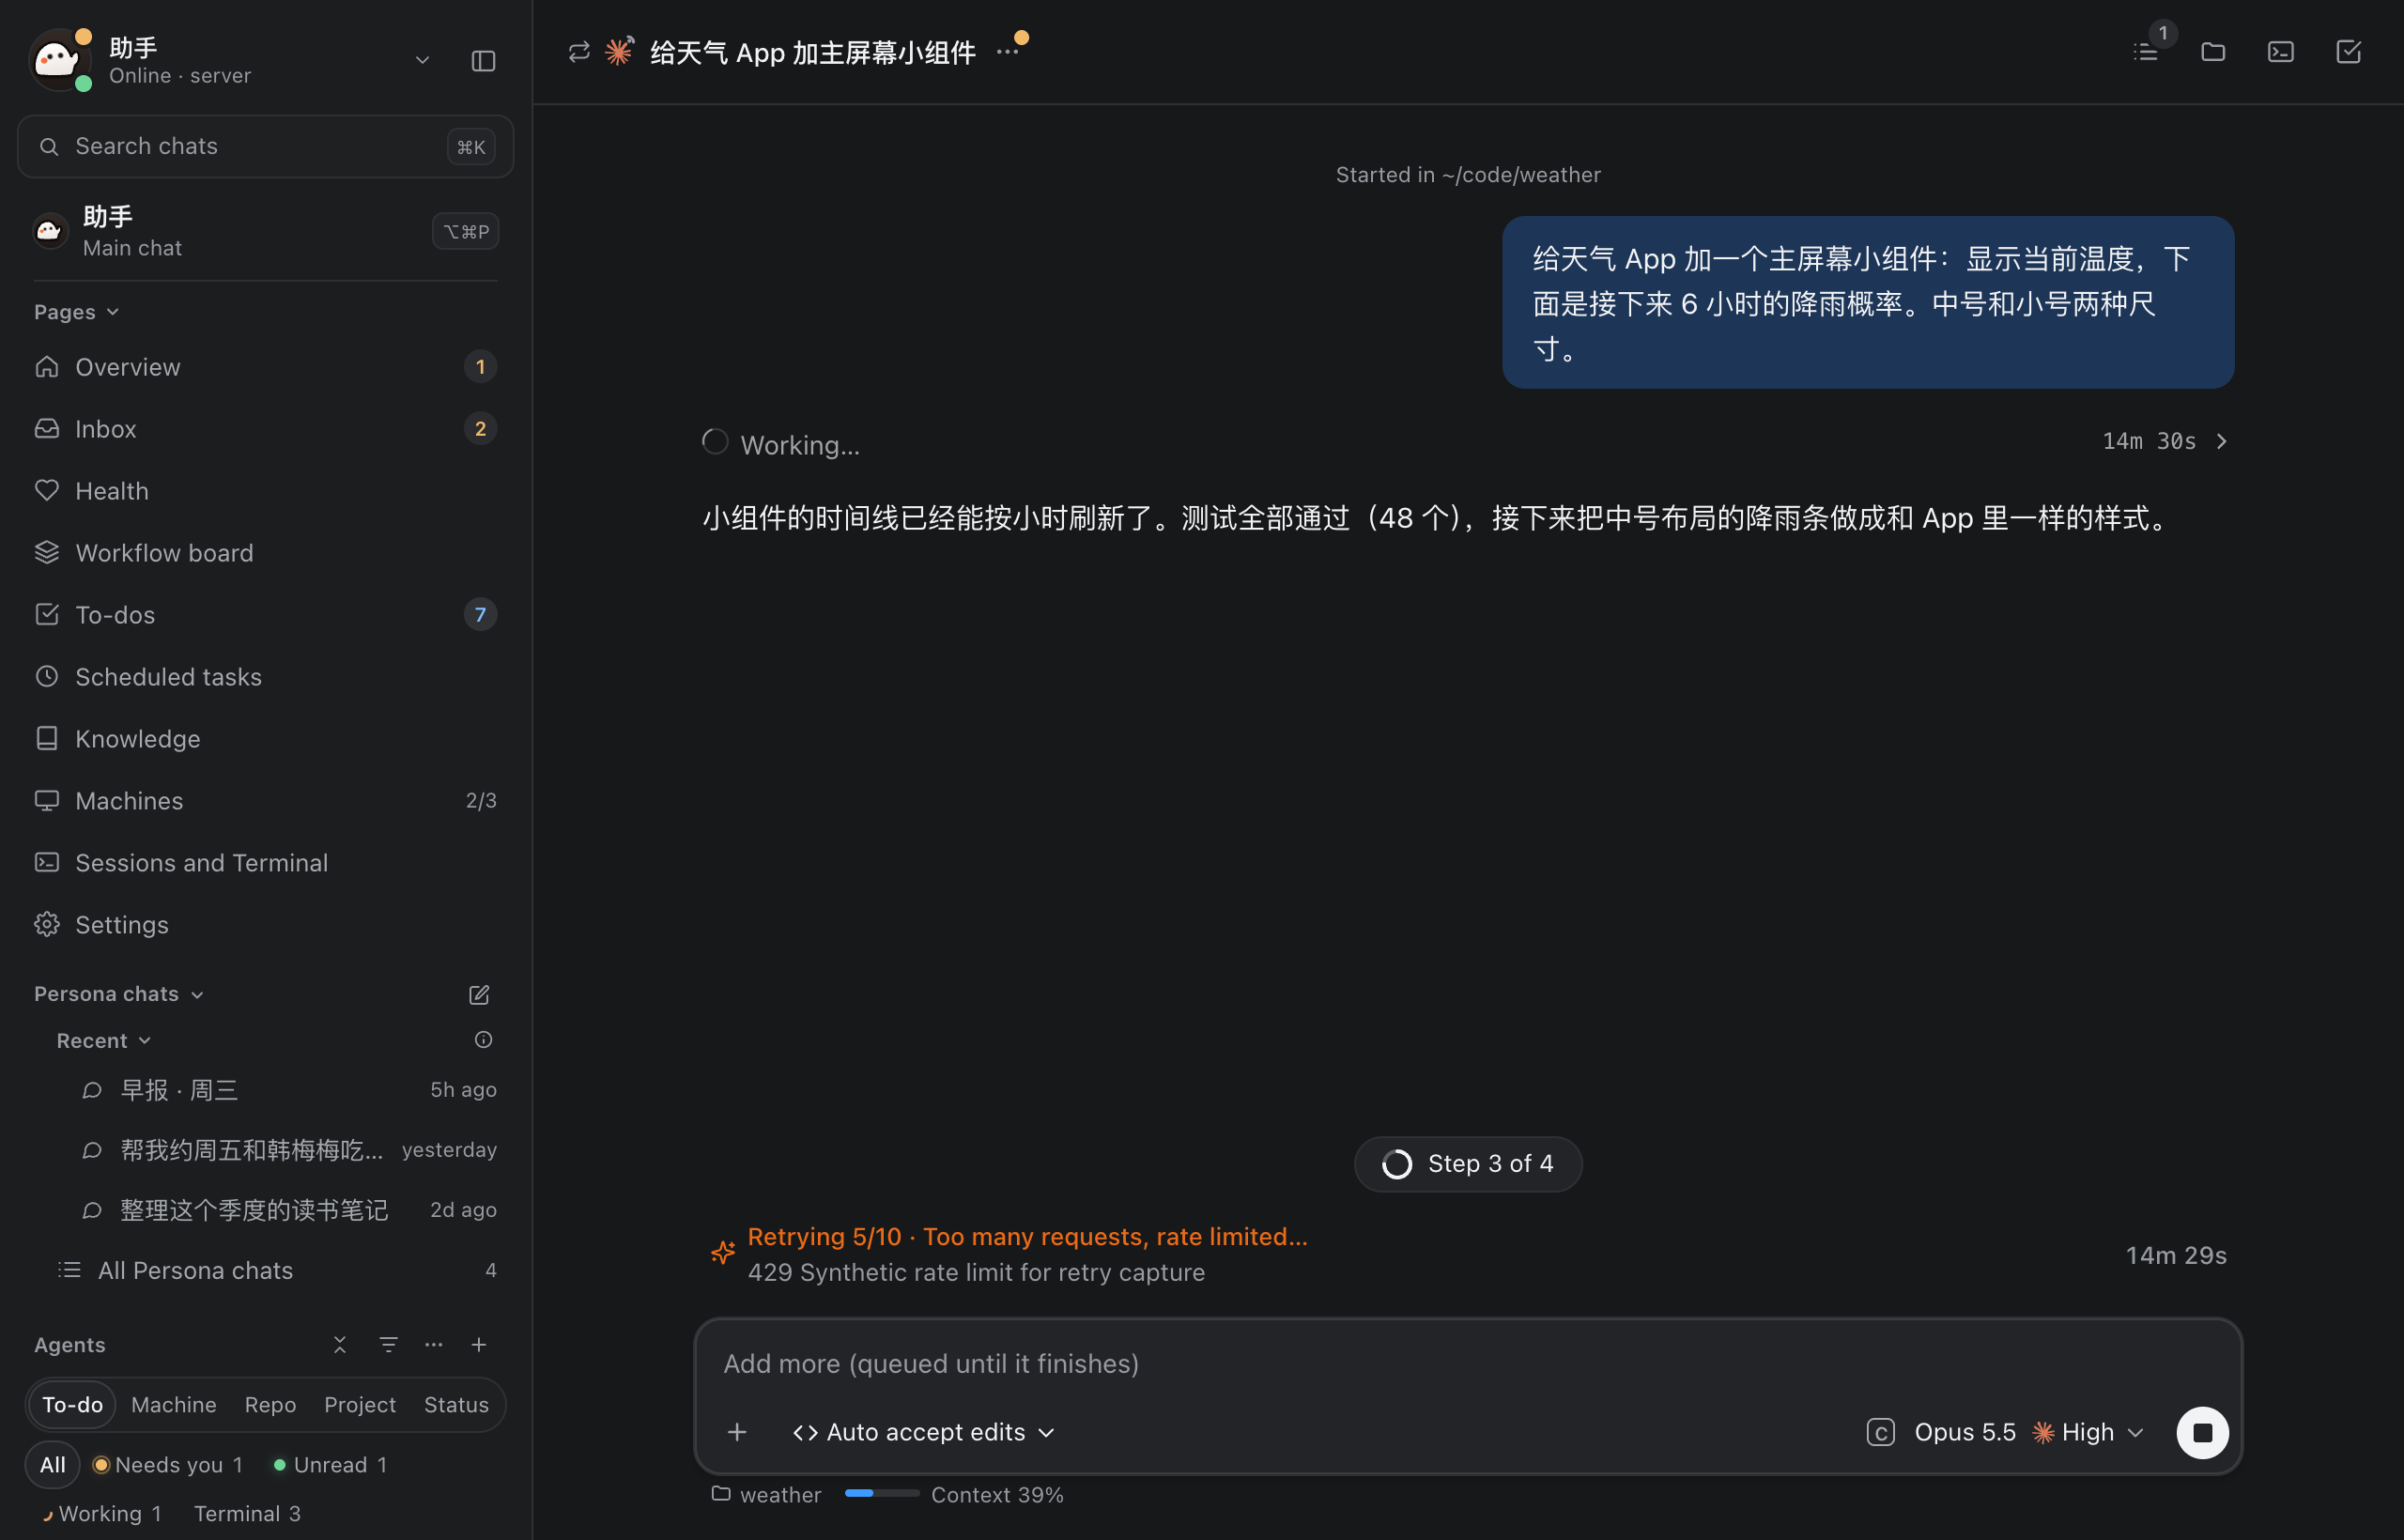 助手
Online · server
Search chats
⌘K
助手
Main chat
⌥⌘P
Pages
Overview
1
Inbox
2
Health
Workflow board
To-dos
7
Scheduled tasks
Knowledge
Machines
2/3
Sessions and Terminal
Settings
Persona chats
Recent
早报 · 周三
5h ago
帮我约周五和韩梅梅吃...
yesterday
整理这个季度的读书笔记
2d ago
All Persona chats
4
Agents
To-do
Machine
Repo
Project
Status
All
Needs you 1
Unread 1
Working 1
Terminal 3
给天气 App 加主屏幕小组件
1
Started in ~/code/weather
给天气 App 加一个主屏幕小组件：显示当前温度，下
面是接下来 6 小时的降雨概率。中号和小号两种尺
寸。
Working...
14m 30s
小组件的时间线已经能按小时刷新了。测试全部通过（48 个），接下来把中号布局的降雨条做成和 App 里一样的样式。
Step 3 of 4
Retrying 5/10 · Too many requests, rate limited...
429 Synthetic rate limit for retry capture
14m 29s
Add more (queued until it finishes)
Auto accept edits
C
Opus 5.5
High
weather
Context 39%